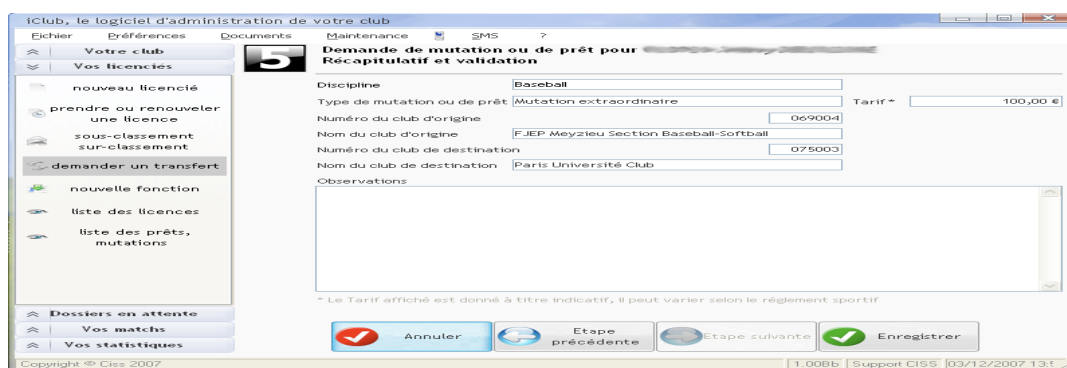 iClub, le logiciel d'administration de votre club
Eichier Préférences Documents Maintenance SMS ?
Votre club
Vos licenciés
nouveau licencié
prendre ou renouveler
une licence
sous-classement
sur-classement
demander un transfert
nouvelle fonction
liste des licences
liste des prêts,
mutations
Dossiers en attente
Vos matchs
Vos statistiques
5
Demande de mutation ou de prêt pour
Récapitulatif et validation
Discipline Baseball
Type de mutation ou de prêt Mutation extraordinaire Tarif * 100,00 €
Numéro du club d'origine 069004
Nom du club d'origine FJEP Meyzieu Section Baseball-Softball
Numéro du club de destination 075003
Nom du club de destination Paris Université Club
Observations
* Le Tarif affiché est donné à titre indicatif, il peut varier selon le règlement sportif
Annuler
Etape
précédente
Etape suivante
Enregistrer
Copyright © Ciss 2007 1.00Bb Support CISS 03/12/2007 13: